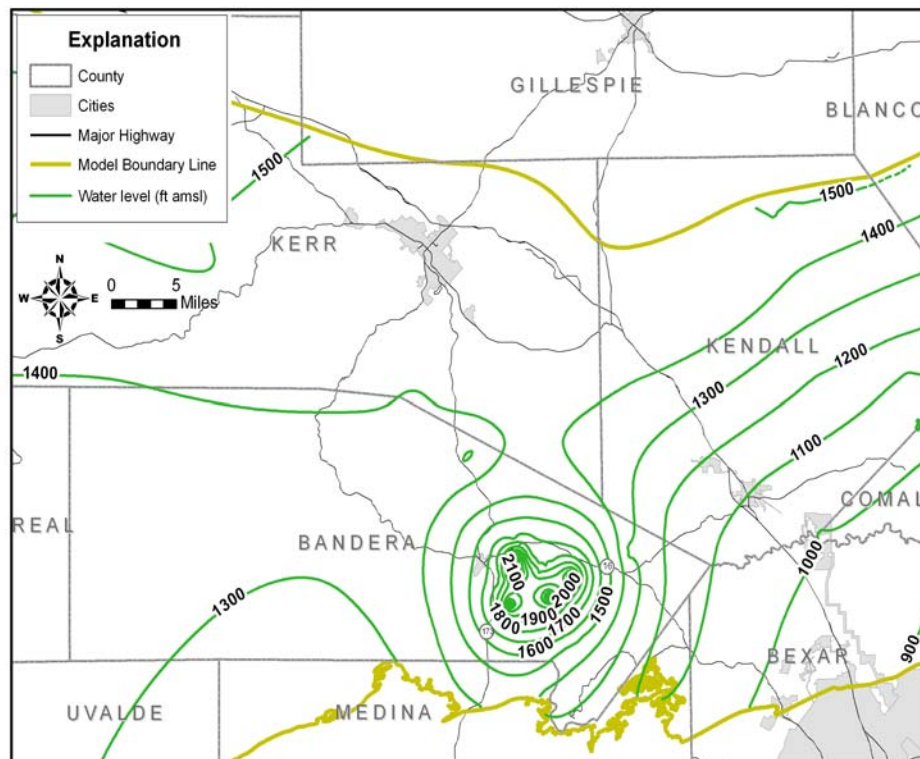 Explanation
County
Cities
Major Highway
Model Boundary Line
Water level (ft amsl)
GILLESPIE
BLANCO
1500
1500
1400
KERR
N
W E
S
0 5
Miles
KENDALL
1400
1300
1200
1100
REAL
BANDERA
COMAL
1000
16
2100
2000
1800
1900
1700
1500
1600
1300
173
BEXAR
900
UVALDE
MEDINA